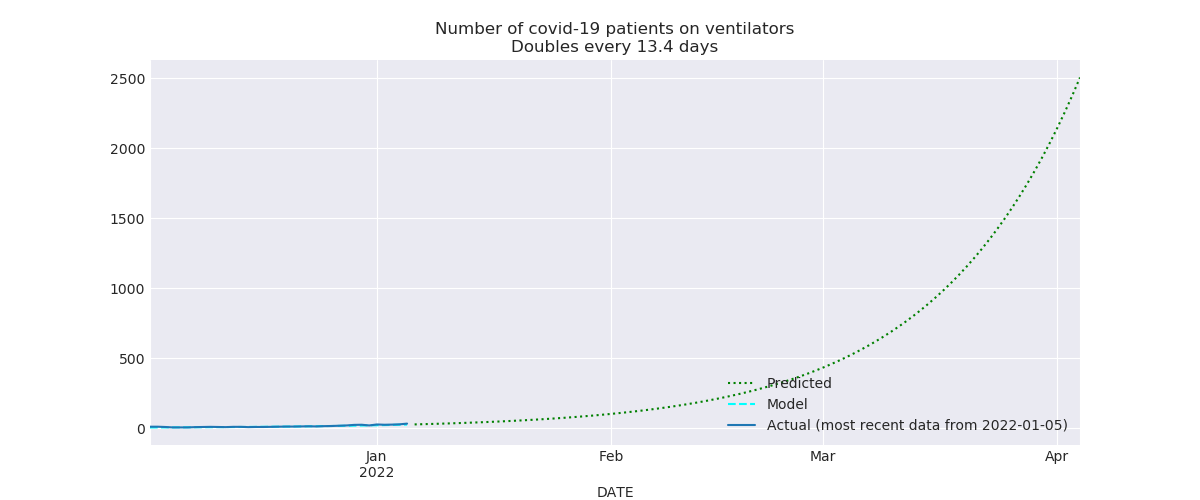 Number of covid-19 patients on ventilators
Doubles every 13.4 days
2500
2000
1500
1000
500
0
Predicted
Model
Actual (most recent data from 2022-01-05)
Jan
2022
Feb
Mar
Apr
DATE